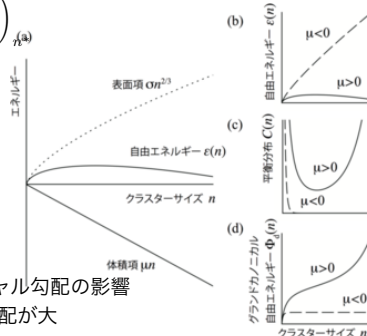 ) n*
(a)
エネルギー
表面項 σn2/3
自由エネルギー ε(n)
クラスターサイズ n
体積項 μn
ャル勾配の影響
配が大
(b)
自由エネルギー ε(n)
μ<0
μ>0
(c)
平衡分布 C(n)
μ>0
μ<0
(d)
グランドカノニカル
自由エネルギー Φd(n)
μ>0
μ<0
クラスターサイズ n